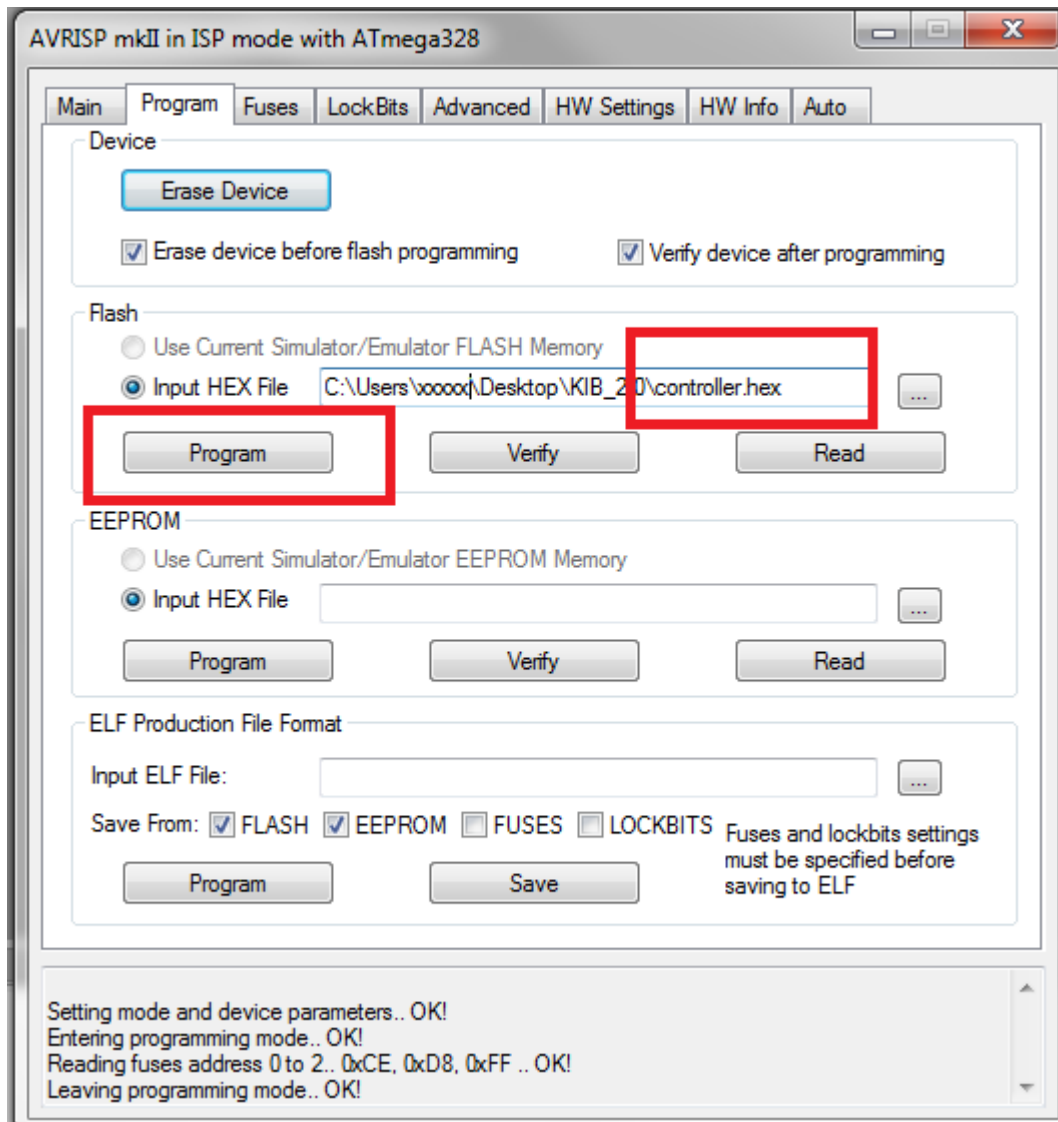 AVRISP mkII in ISP mode with ATmega328
Main Program Fuses LockBits Advanced HW Settings HW Info Auto
Device
Erase Device
Erase device before flash programming Verify device after programming
Flash
Use Current Simulator/Emulator FLASH Memory
Input HEX File C:\Users\xxxxx\Desktop\KIB_2.0\controller.hex ...
Program Verify Read
EEPROM
Use Current Simulator/Emulator EEPROM Memory
Input HEX File ...
Program Verify Read
ELF Production File Format
Input ELF File: ...
Save From: FLASH EEPROM FUSES LOCKBITS Fuses and lockbits settings
must be specified before
saving to ELF
Program Save
Setting mode and device parameters.. OK!
Entering programming mode.. OK!
Reading fuses address 0 to 2.. 0xCE, 0xD8, 0xFF .. OK!
Leaving programming mode.. OK!